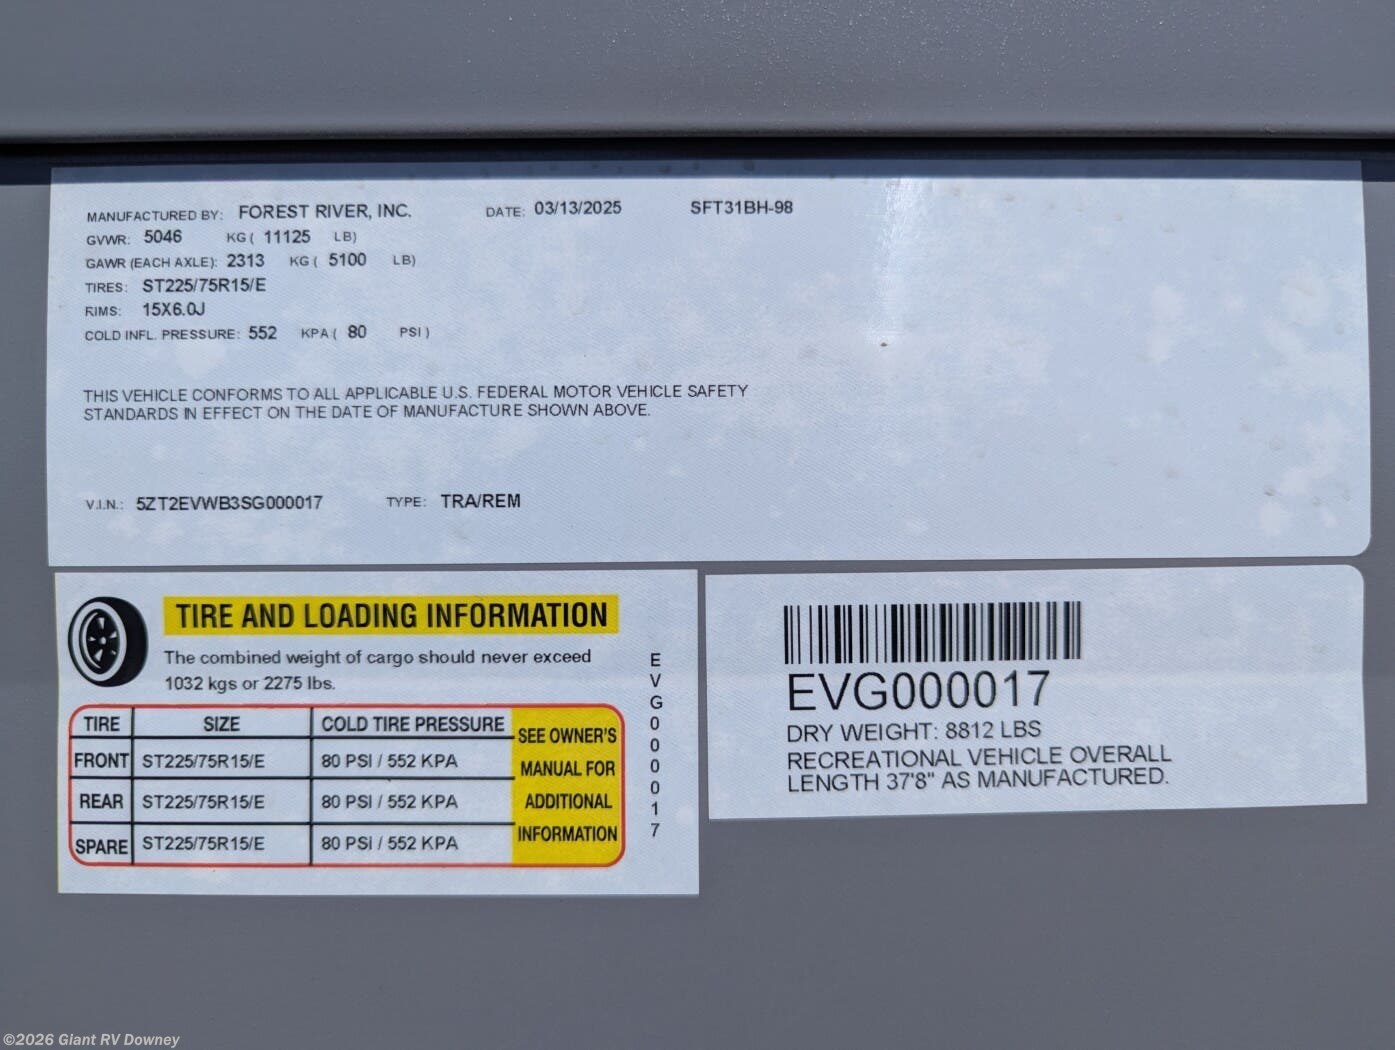 MANUFACTURED BY: FOREST RIVER, INC. DATE: 03/13/2025 SFT31BH-98
GVWR: 5046 KG ( 11125 LB)
GAWR (EACH AXLE): 2313 KG ( 5100 LB)
TIRES: ST225/75R15/E
RIMS: 15X6.0J
COLD INFL. PRESSURE: 552 KPA ( 80 PSI )
THIS VEHICLE CONFORMS TO ALL APPLICABLE U.S. FEDERAL MOTOR VEHICLE SAFETY
STANDARDS IN EFFECT ON THE DATE OF MANUFACTURE SHOWN ABOVE.
V.I.N.: 5ZT2EVWB3SG000017 TYPE: TRA/REM
TIRE AND LOADING INFORMATION
The combined weight of cargo should never exceed
1032 kgs or 2275 lbs.
TIRE SIZE COLD TIRE PRESSURE
FRONT ST225/75R15/E 80 PSI / 552 KPA
REAR ST225/75R15/E 80 PSI / 552 KPA
SPARE ST225/75R15/E 80 PSI / 552 KPA
SEE OWNER'S
MANUAL FOR
ADDITIONAL
INFORMATION
EVG000017
EVG000017
DRY WEIGHT: 8812 LBS
RECREATIONAL VEHICLE OVERALL
LENGTH 37'8" AS MANUFACTURED.
©2026 Giant RV Downey